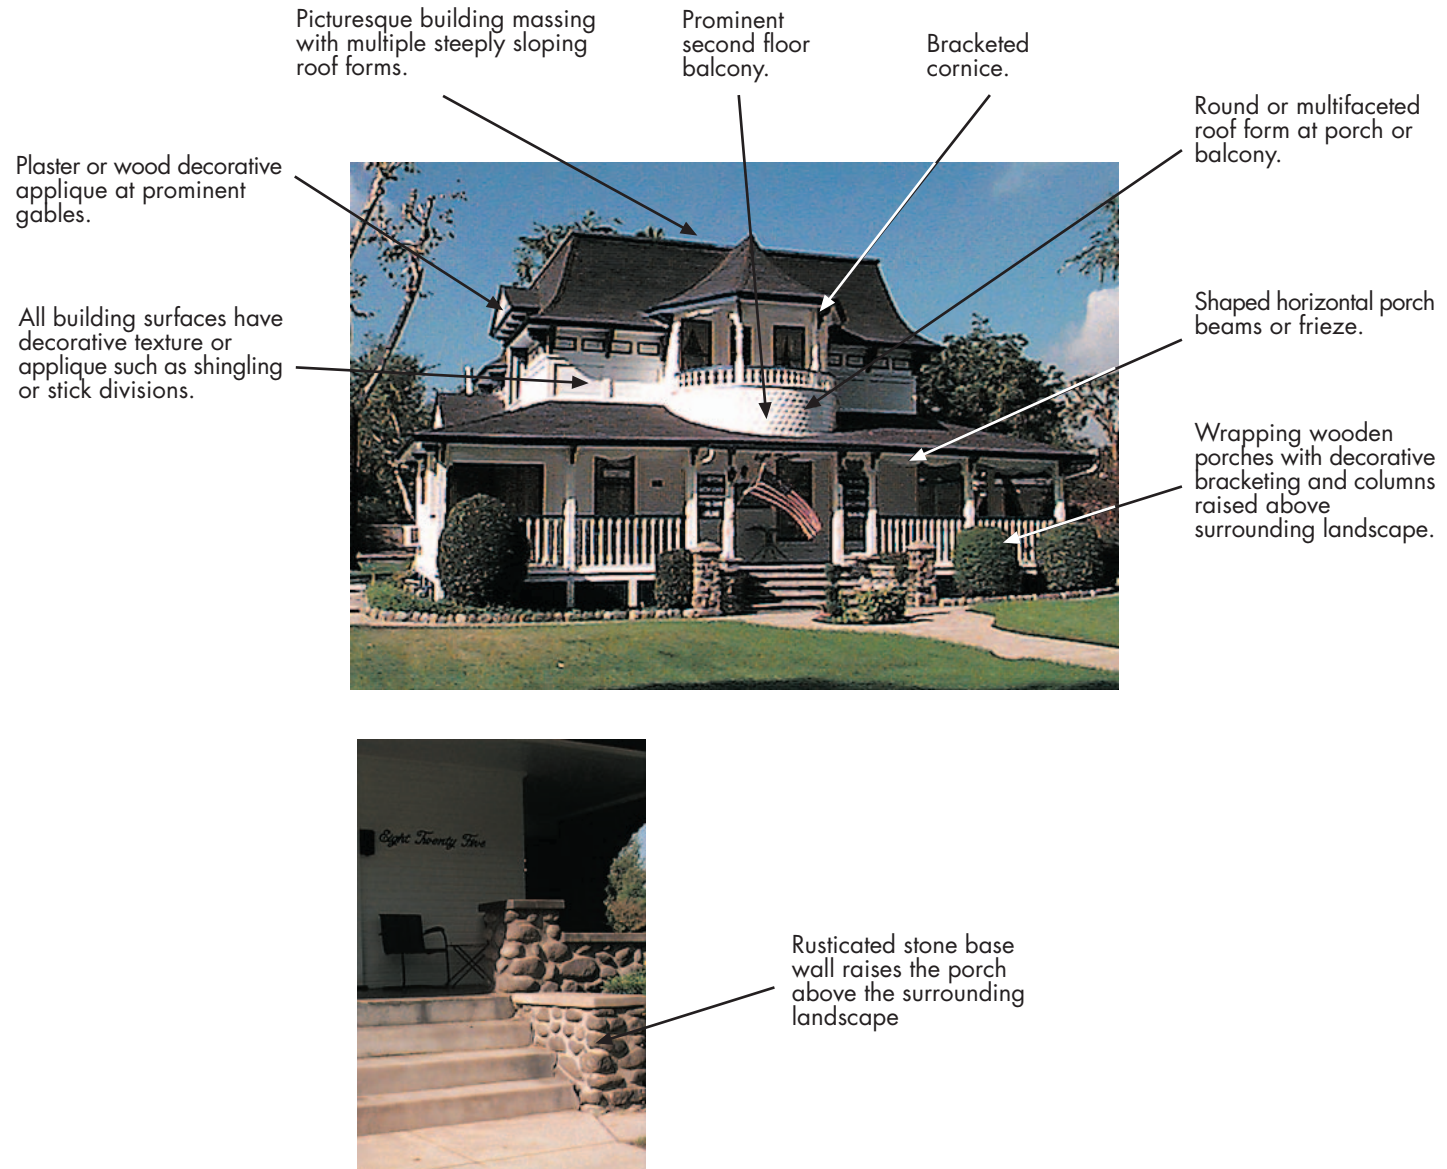 Picturesque building massing
with multiple steeply sloping
roof forms.
Prominent
second floor
balcony.
Bracketed
cornice.
Round or multifaceted
roof form at porch or
balcony.
Plaster or wood decorative
applique at prominent
gables.
All building surfaces have
decorative texture or
applique such as shingling
or stick divisions.
Shaped horizontal porch
beams or frieze.
Wrapping wooden
porches with decorative
bracketing and columns
raised above
surrounding landscape.
Eight Twenty Five
Rusticated stone base
wall raises the porch
above the surrounding
landscape